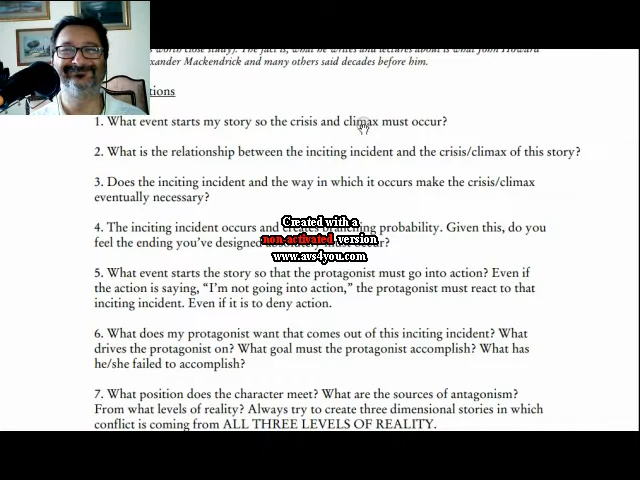 s worth close study). The fact is, what he writes and lectures about is what John Howard
xander Mackendrick and many others said decades before him.
tions
1. What event starts my story so the crisis and climax must occur?
2. What is the relationship between the inciting incident and the crisis/climax of this story?
3. Does the inciting incident and the way in which it occurs make the crisis/climax
eventually necessary?
4. The inciting incident occurs and creates branching probability. Given this, do you
feel the ending you've designed absolutely must occur?
Created with a
non-activated version
www.avs4you.com
5. What event starts the story so that the protagonist must go into action? Even if
the action is saying, "I'm not going into action," the protagonist must react to that
inciting incident. Even if it is to deny action.
6. What does my protagonist want that comes out of this inciting incident? What
drives the protagonist on? What goal must the protagonist accomplish? What has
he/she failed to accomplish?
7. What position does the character meet? What are the sources of antagonism?
From what levels of reality? Always try to create three dimensional stories in which
conflict is coming from ALL THREE LEVELS OF REALITY.